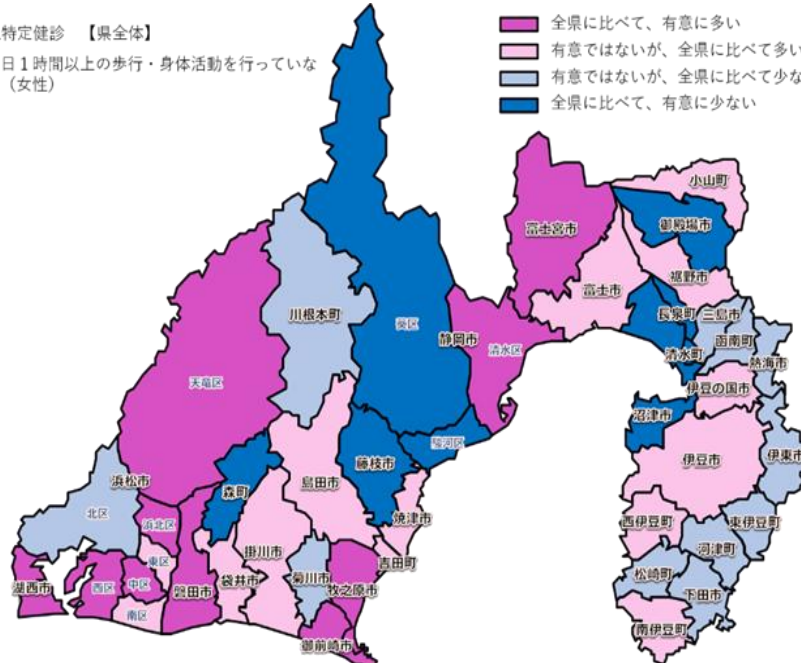 特定健診 【県全体】
日1時間以上の歩行・身体活動を行っていな
(女性)
全県に比べて、有意に多い
有意ではないが、全県に比べて多い
有意ではないが、全県に比べて少な
全県に比べて、有意に少ない
小山町
富士宮市
御殿場市
裾野市
富士市
長泉町
三島市
川根本町
葵区
静岡市
清水区
清水町
函南町
熱海市
天竜区
伊豆の国市
沼津市
駿河区
伊豆市
伊東市
浜松市
藤枝市
島田市
森町
北区
浜北区
焼津市
西伊豆町
東伊豆町
掛川市
河津町
東区
吉田町
菊川市
松崎町
湖西市
西区
中区
磐田市
袋井市
牧之原市
下田市
南区
南伊豆町
御前崎市